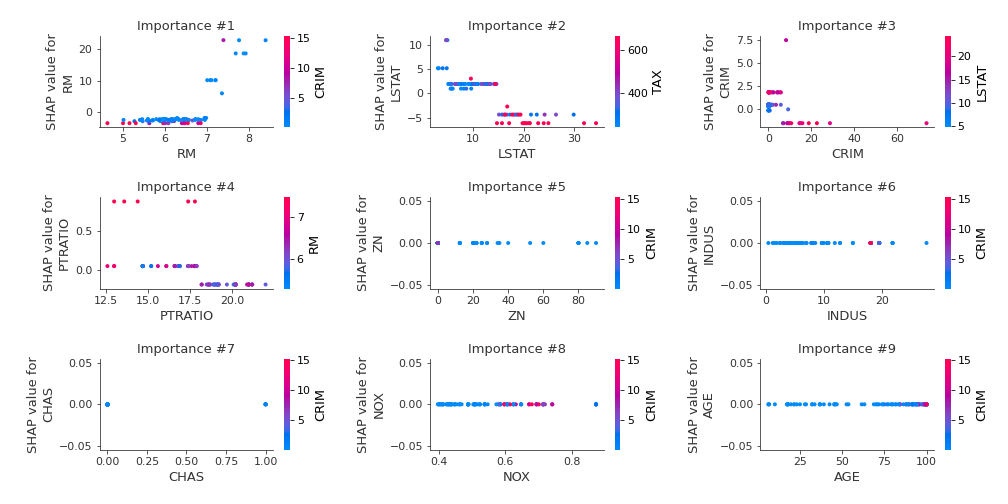 Importance #1
SHAP value for
RM
20
10
0
5
6
7
8
RM
15
10
5
CRIM
Importance #2
SHAP value for
LSTAT
10
5
0
−5
10
20
30
LSTAT
600
400
TAX
Importance #3
SHAP value for
CRIM
7.5
5.0
2.5
0.0
0
20
40
60
CRIM
20
15
10
5
LSTAT
Importance #4
SHAP value for
PTRATIO
0.5
0.0
12.5
15.0
17.5
20.0
PTRATIO
7
6
RM
Importance #5
SHAP value for
ZN
0.05
0.00
−0.05
0
20
40
60
80
ZN
15
10
5
CRIM
Importance #6
SHAP value for
INDUS
0.05
0.00
−0.05
0
10
20
INDUS
15
10
5
CRIM
Importance #7
SHAP value for
CHAS
0.05
0.00
−0.05
0.00
0.25
0.50
0.75
1.00
CHAS
15
10
5
CRIM
Importance #8
SHAP value for
NOX
0.05
0.00
−0.05
0.4
0.6
0.8
NOX
15
10
5
CRIM
Importance #9
SHAP value for
AGE
0.05
0.00
−0.05
25
50
75
100
AGE
15
10
5
CRIM